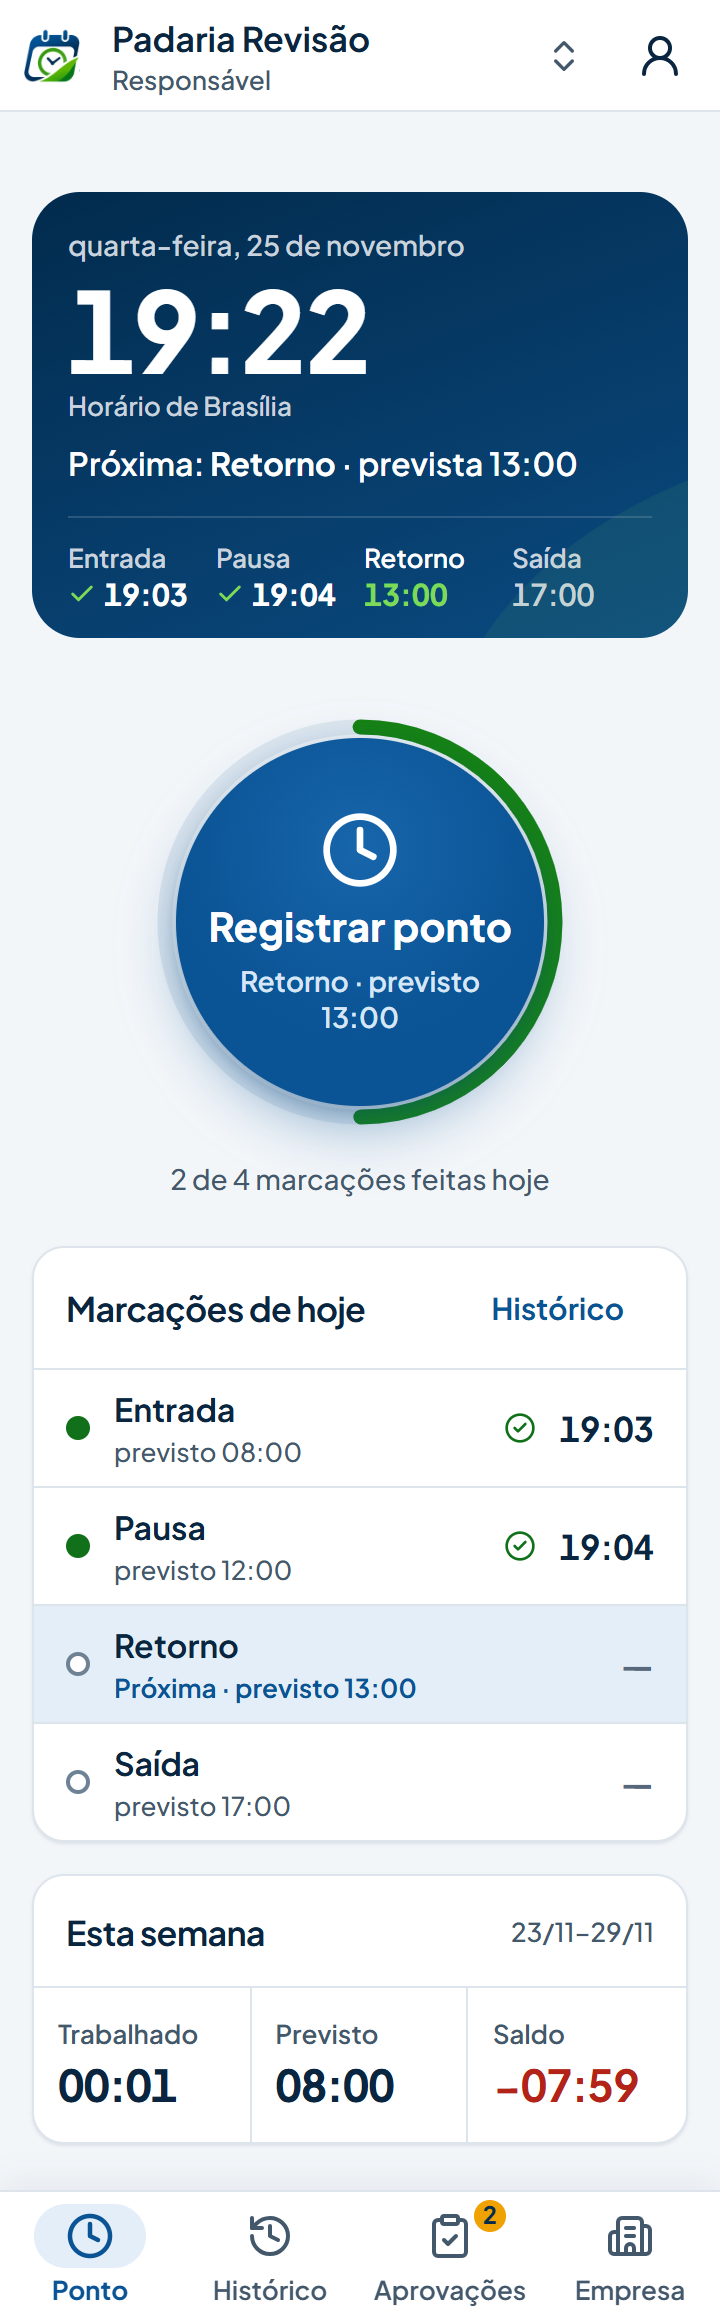 Padaria Revisão
Responsável
quarta-feira, 25 de novembro
19:22
Horário de Brasília
Próxima: Retorno · prevista 13:00
Entrada Pausa Retorno Saída
19:03 19:04 13:00 17:00
Registrar ponto
Retorno · previsto
13:00
2 de 4 marcações feitas hoje
Marcações de hoje Histórico
Entrada
previsto 08:00
19:03
Pausa
previsto 12:00
19:04
Retorno
Próxima · previsto 13:00
—
Saída
previsto 17:00
—
Esta semana 23/11–29/11
Trabalhado Previsto Saldo
00:01 08:00 −07:59
2
Ponto Histórico Aprovações Empresa